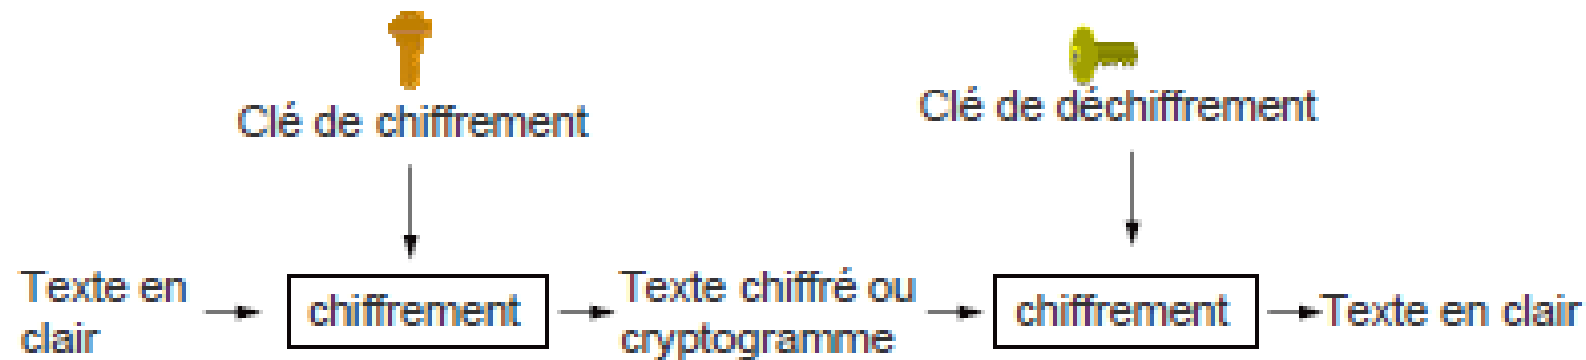 Clé de chiffrement
Clé de déchiffrement
Texte en
clair
chiffrement
Texte chiffré ou
cryptogramme
chiffrement
Texte en clair